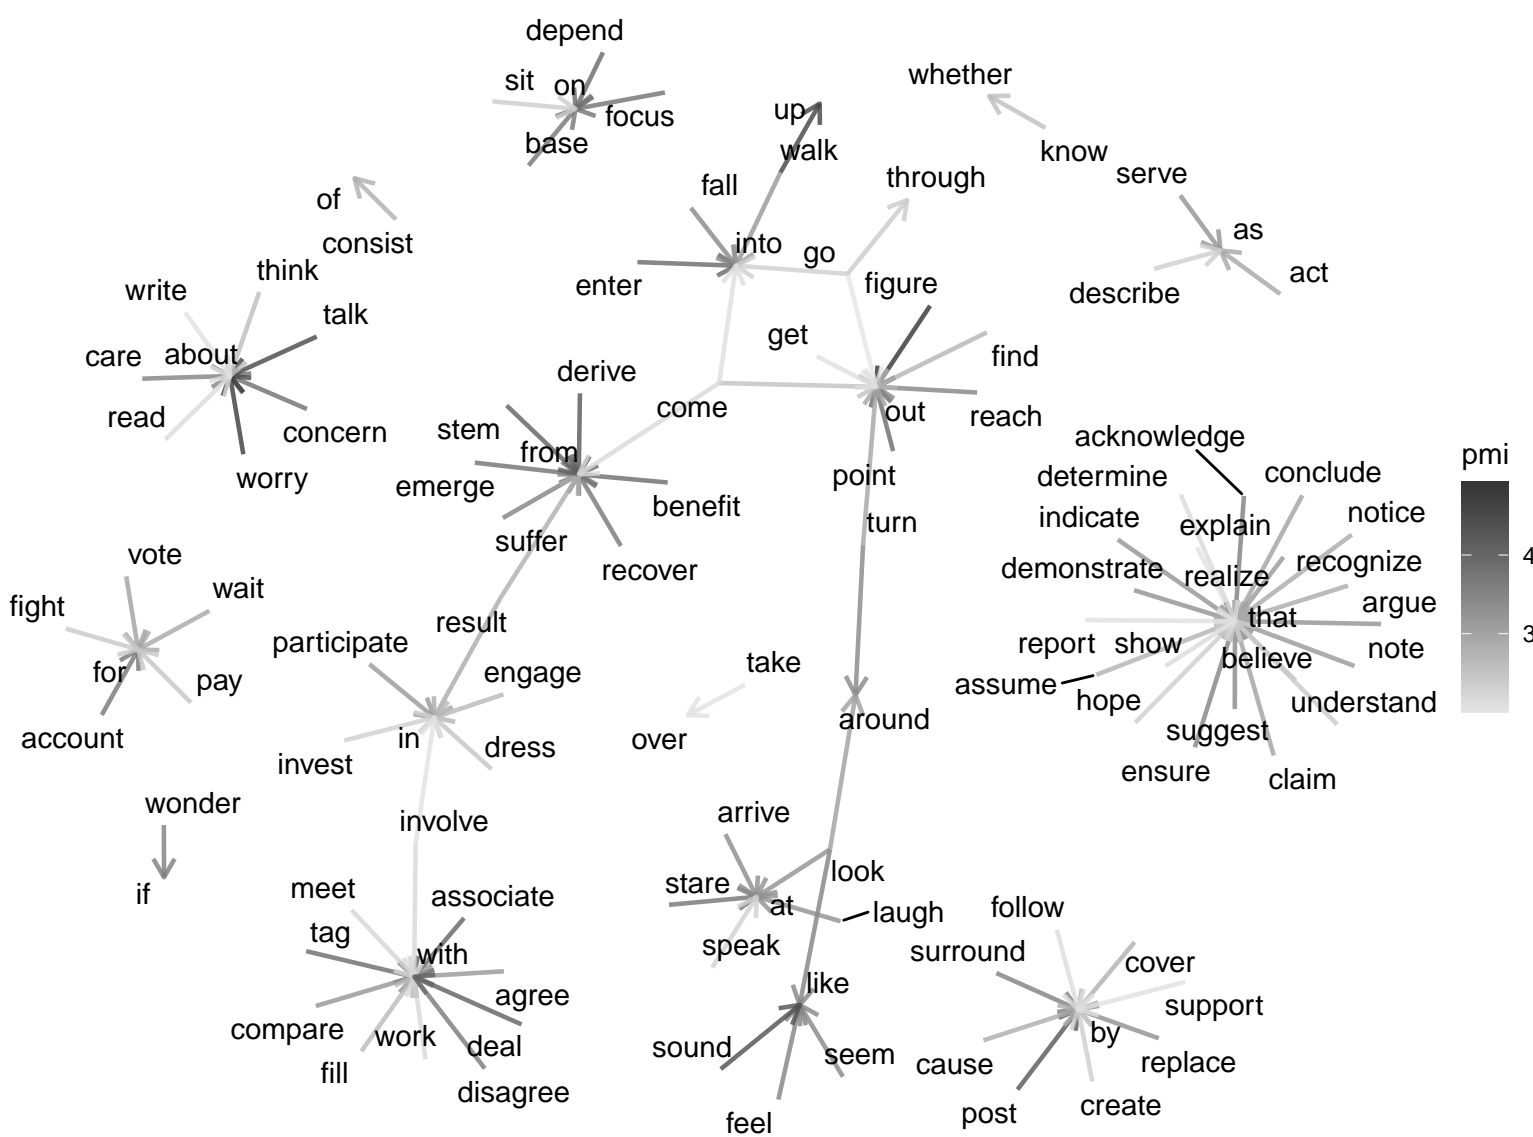 depend
sit
on
focus
base
whether
up
walk
know
through
serve
fall
of
consist
into
go
as
think
enter
figure
act
describe
write
talk
get
find
care
about
derive
read
come
out
reach
concern
stem
from
acknowledge
worry
emerge
point
determine
conclude
benefit
indicate
explain
notice
turn
suffer
vote
recover
demonstrate
realize
recognize
wait
fight
argue
that
result
participate
report
show
believe
note
for
pay
engage
take
assume
hope
understand
account
in
dress
over
around
suggest
invest
ensure
claim
wonder
arrive
involve
if
meet
associate
stare
look
at
laugh
follow
tag
with
speak
surround
cover
agree
like
support
compare
work
deal
sound
seem
by
replace
cause
fill
disagree
feel
post
create
pmi
4
3